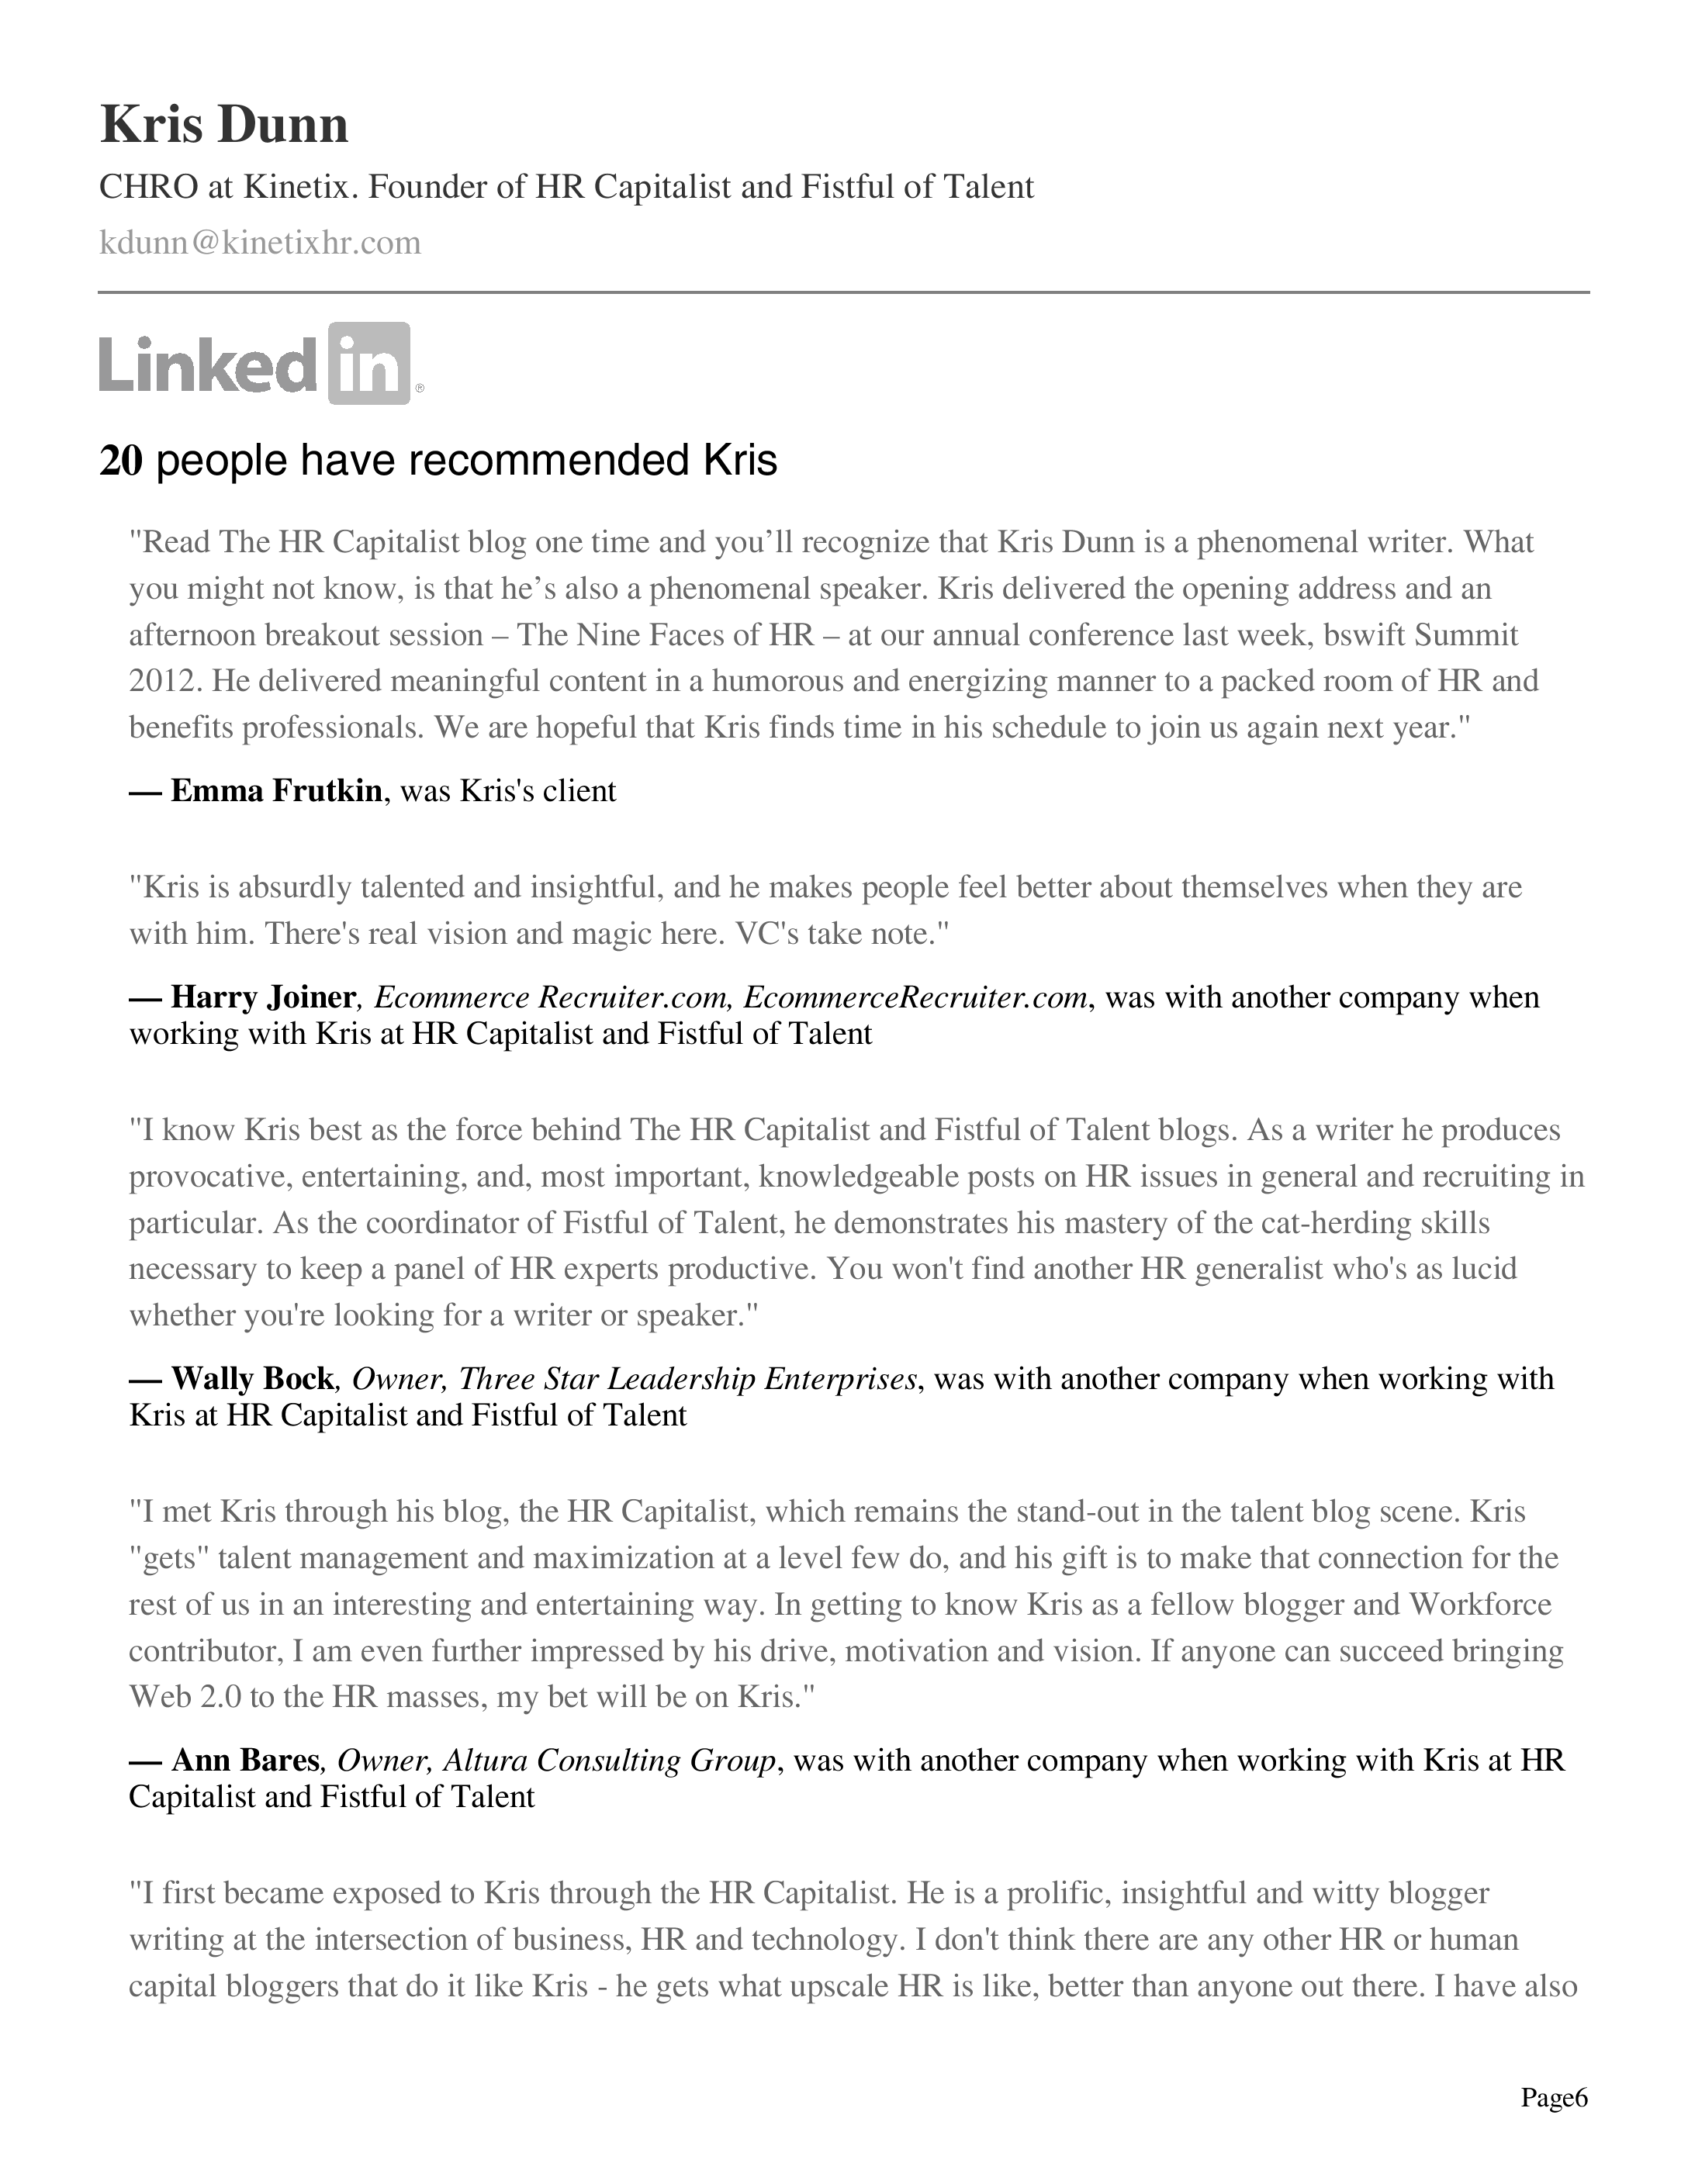 Kris Dunn
CHRO at Kinetix. Founder of HR Capitalist and Fistful of Talent
kdunn@kinetixhr.com
Linked in ®
20 people have recommended Kris
"Read The HR Capitalist blog one time and you’ll recognize that Kris Dunn is a phenomenal writer. What
you might not know, is that he’s also a phenomenal speaker. Kris delivered the opening address and an
afternoon breakout session – The Nine Faces of HR – at our annual conference last week, bswift Summit
2012. He delivered meaningful content in a humorous and energizing manner to a packed room of HR and
benefits professionals. We are hopeful that Kris finds time in his schedule to join us again next year."
— Emma Frutkin, was Kris's client
"Kris is absurdly talented and insightful, and he makes people feel better about themselves when they are
with him. There's real vision and magic here. VC's take note."
— Harry Joiner, Ecommerce Recruiter.com, EcommerceRecruiter.com, was with another company when
working with Kris at HR Capitalist and Fistful of Talent
"I know Kris best as the force behind The HR Capitalist and Fistful of Talent blogs. As a writer he produces
provocative, entertaining, and, most important, knowledgeable posts on HR issues in general and recruiting in
particular. As the coordinator of Fistful of Talent, he demonstrates his mastery of the cat-herding skills
necessary to keep a panel of HR experts productive. You won't find another HR generalist who's as lucid
whether you're looking for a writer or speaker."
— Wally Bock, Owner, Three Star Leadership Enterprises, was with another company when working with
Kris at HR Capitalist and Fistful of Talent
"I met Kris through his blog, the HR Capitalist, which remains the stand-out in the talent blog scene. Kris
"gets" talent management and maximization at a level few do, and his gift is to make that connection for the
rest of us in an interesting and entertaining way. In getting to know Kris as a fellow blogger and Workforce
contributor, I am even further impressed by his drive, motivation and vision. If anyone can succeed bringing
Web 2.0 to the HR masses, my bet will be on Kris."
— Ann Bares, Owner, Altura Consulting Group, was with another company when working with Kris at HR
Capitalist and Fistful of Talent
"I first became exposed to Kris through the HR Capitalist. He is a prolific, insightful and witty blogger
writing at the intersection of business, HR and technology. I don't think there are any other HR or human
capital bloggers that do it like Kris - he gets what upscale HR is like, better than anyone out there. I have also
Page6